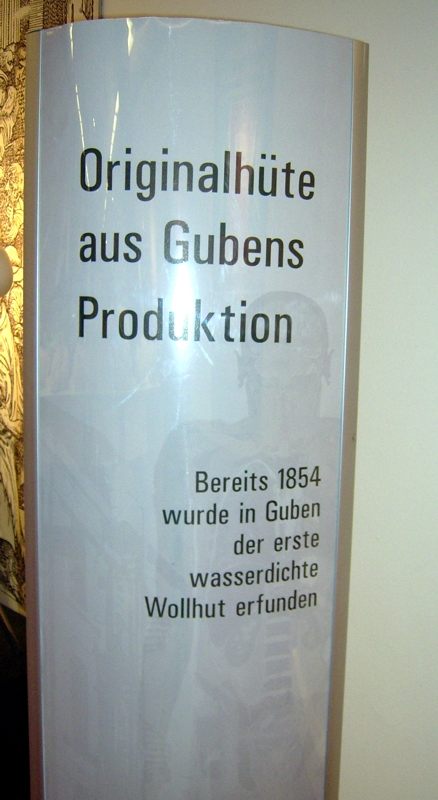 Originalhüte
aus Gubens
Produktion
Bereits 1854
wurde in Guben
der erste
wasserdichte
Wollhut erfunden